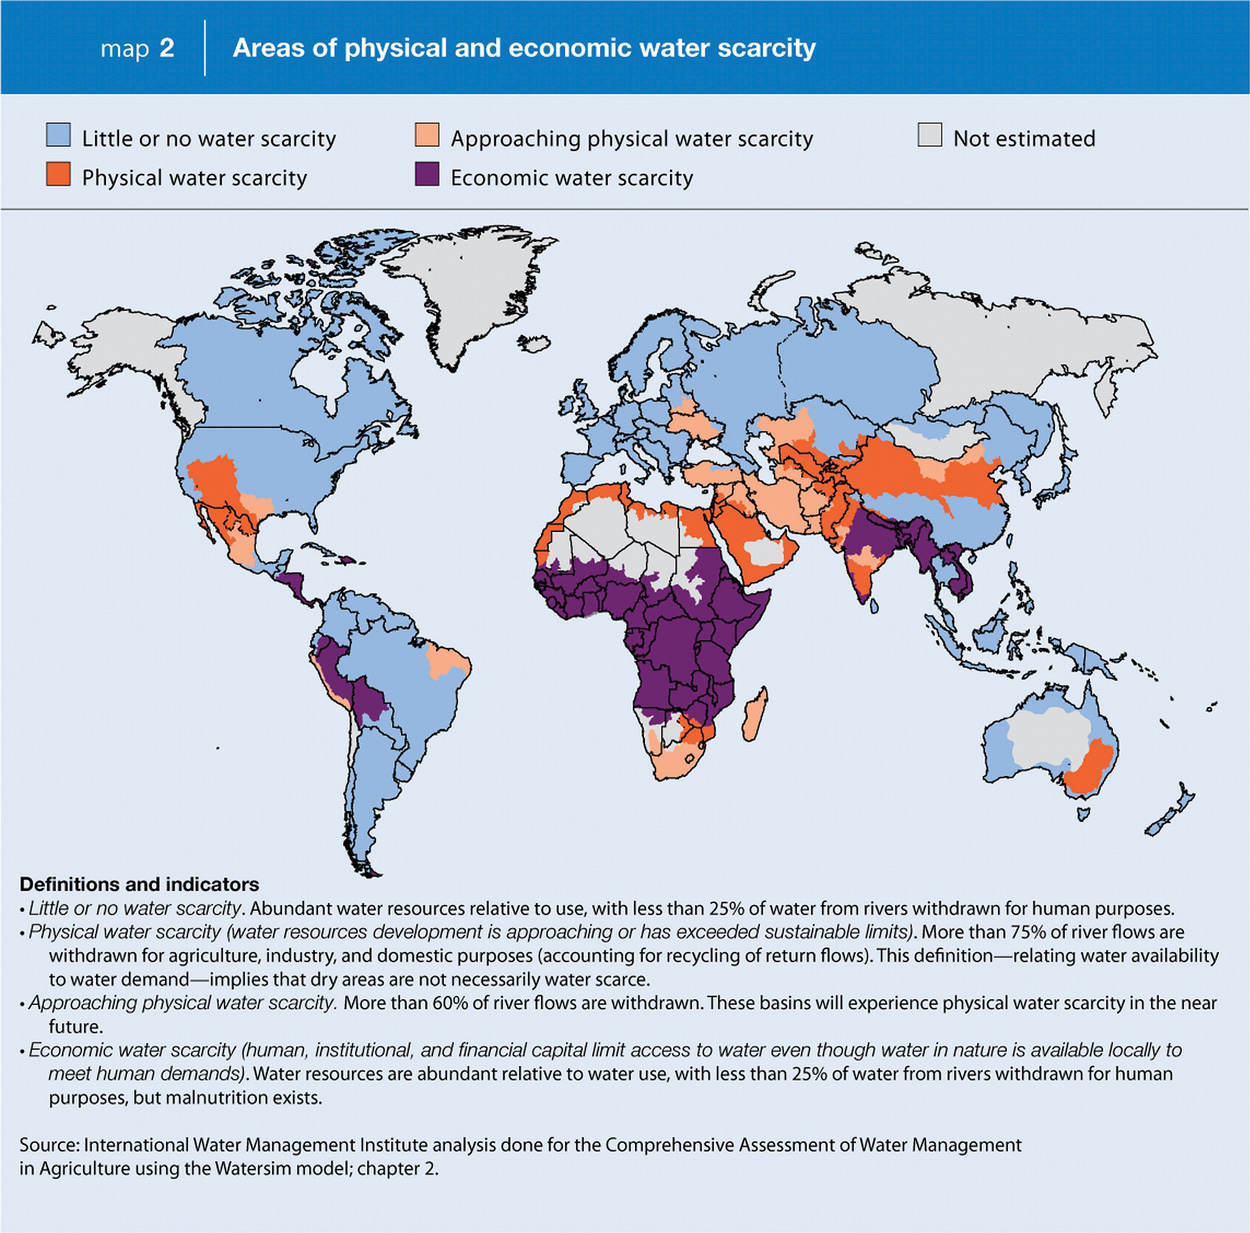 map 2
Areas of physical and economic water scarcity
Little or no water scarcity
Approaching physical water scarcity
Not estimated
Physical water scarcity
Economic water scarcity
Definitions and indicators
• Little or no water scarcity. Abundant water resources relative to use, with less than 25% of water from rivers withdrawn for human purposes.
• Physical water scarcity (water resources development is approaching or has exceeded sustainable limits). More than 75% of river flows are
withdrawn for agriculture, industry, and domestic purposes (accounting for recycling of return flows). This definition—relating water availability
to water demand—implies that dry areas are not necessarily water scarce.
• Approaching physical water scarcity. More than 60% of river flows are withdrawn. These basins will experience physical water scarcity in the near
future.
• Economic water scarcity (human, institutional, and financial capital limit access to water even though water in nature is available locally to
meet human demands). Water resources are abundant relative to water use, with less than 25% of water from rivers withdrawn for human
purposes, but malnutrition exists.
Source: International Water Management Institute analysis done for the Comprehensive Assessment of Water Management
in Agriculture using the Watersim model; chapter 2.